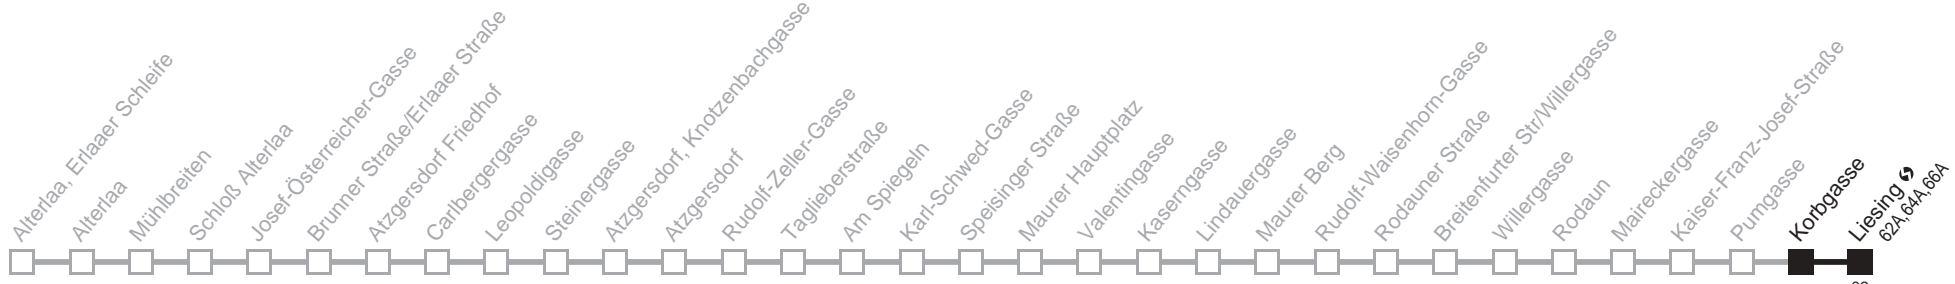 Alterlaa, Erlaaer Schleife
Alterlaa
Mühlbreiten
Schloß Alterlaa
Josef-Österreicher-Gasse
Brunner Straße/Erlaaer Straße
Atzgersdorf Friedhof
Carlbergergasse
Leopoldigasse
Steinergasse
Atzgersdorf, Knotzenbachgasse
Atzgersdorf
Rudolf-Zeller-Gasse
Taglieberstraße
Am Spiegeln
Karl-Schwed-Gasse
Speisinger Straße
Maurer Hauptplatz
Valentingasse
Kaserngasse
Lindauergasse
Maurer Berg
Rudolf-Waisenhorn-Gasse
Rodauner Straße
Breitenfurter Str/Willergasse
Willergasse
Rodaun
Maireckergasse
Kaiser-Franz-Josef-Straße
Pumgasse
Korbgasse
Liesing
62A,64A,66A